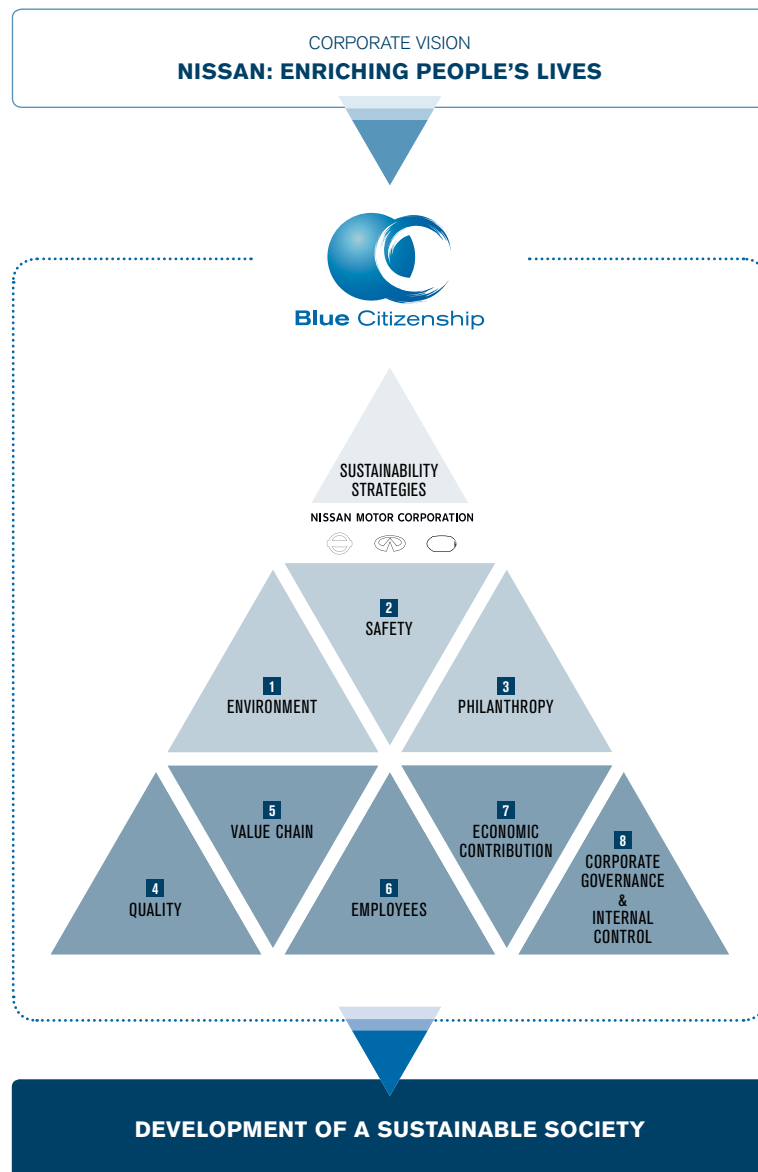 CORPORATE VISION
NISSAN: ENRICHING PEOPLE'S LIVES
Blue Citizenship
SUSTAINABILITY
STRATEGIES
NISSAN MOTOR CORPORATION
2
SAFETY
1
ENVIRONMENT
3
PHILANTHROPY
5
VALUE CHAIN
7
ECONOMIC
CONTRIBUTION
4
QUALITY
6
EMPLOYEES
8
CORPORATE
GOVERNANCE
&
INTERNAL
CONTROL
DEVELOPMENT OF A SUSTAINABLE SOCIETY